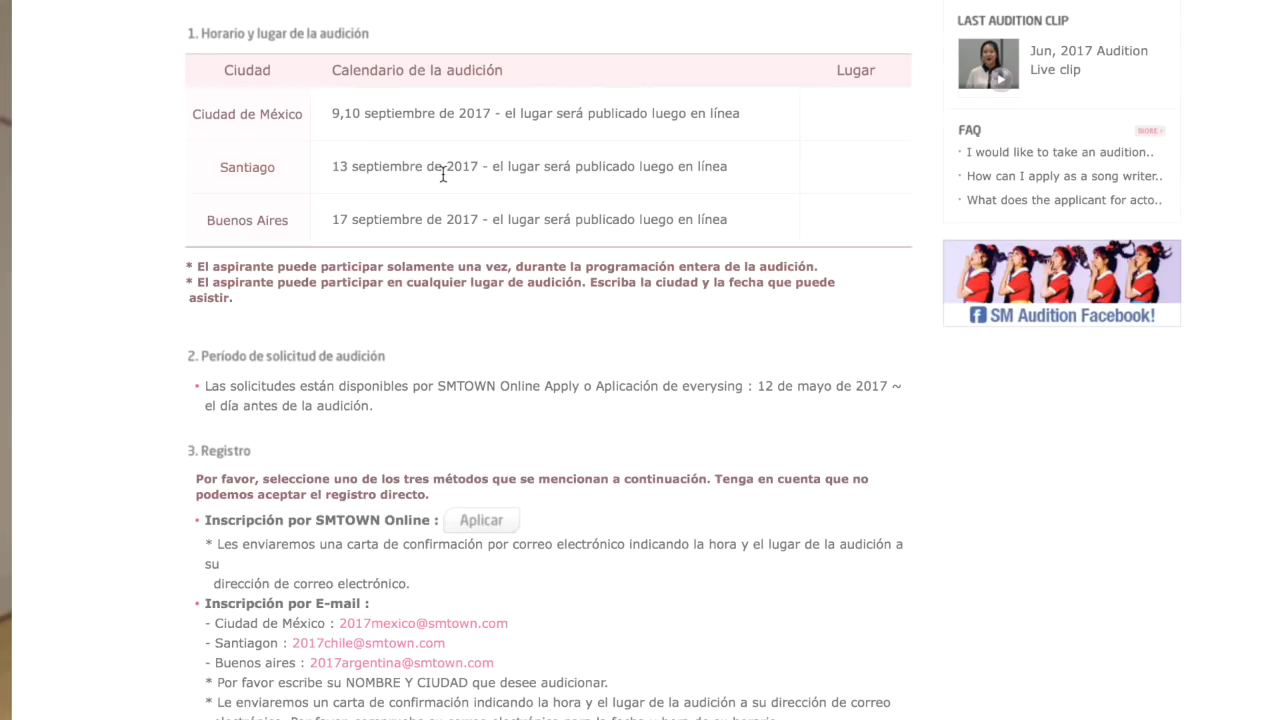 1. Horario y lugar de la audición
Ciudad Calendario de la audición Lugar
Ciudad de México 9,10 septiembre de 2017 - el lugar será publicado luego en línea
Santiago 13 septiembre de 2017 - el lugar será publicado luego en línea
Buenos Aires 17 septiembre de 2017 - el lugar será publicado luego en línea
* El aspirante puede participar solamente una vez, durante la programación entera de la audición.
* El aspirante puede participar en cualquier lugar de audición. Escriba la ciudad y la fecha que puede
asistir.
2. Período de solicitud de audición
• Las solicitudes están disponibles por SMTOWN Online Apply o Aplicación de everysing : 12 de mayo de 2017 ~
el día antes de la audición.
3. Registro
Por favor, seleccione uno de los tres métodos que se mencionan a continuación. Tenga en cuenta que no
podemos aceptar el registro directo.
• Inscripción por SMTOWN Online : Aplicar
* Les enviaremos una carta de confirmación por correo electrónico indicando la hora y el lugar de la audición a
su
dirección de correo electrónico.
• Inscripción por E-mail :
- Ciudad de México : 2017mexico@smtown.com
- Santiagon : 2017chile@smtown.com
- Buenos aires : 2017argentina@smtown.com
* Por favor escribe su NOMBRE Y CIUDAD que desee audicionar.
* Le enviaremos un carta de confirmación indicando la hora y el lugar de la audición a su dirección de correo
LAST AUDITION CLIP
Jun, 2017 Audition
Live clip
FAQ MORE >
· I would like to take an audition..
· How can I apply as a song writer..
· What does the applicant for acto..
f SM Audition Facebook!